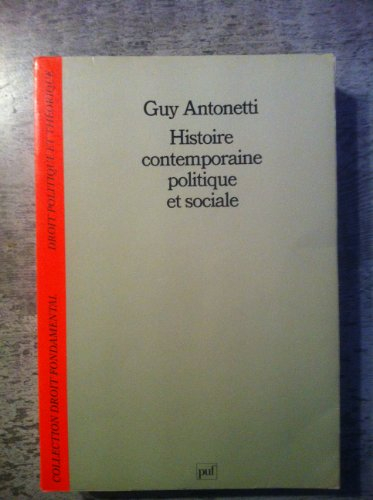 Guy Antonetti
Histoire
contemporaine
politique
et sociale
COLLECTION DROIT FONDAMENTAL
DROIT POLITIQUE ET THÉORIQUE
puf